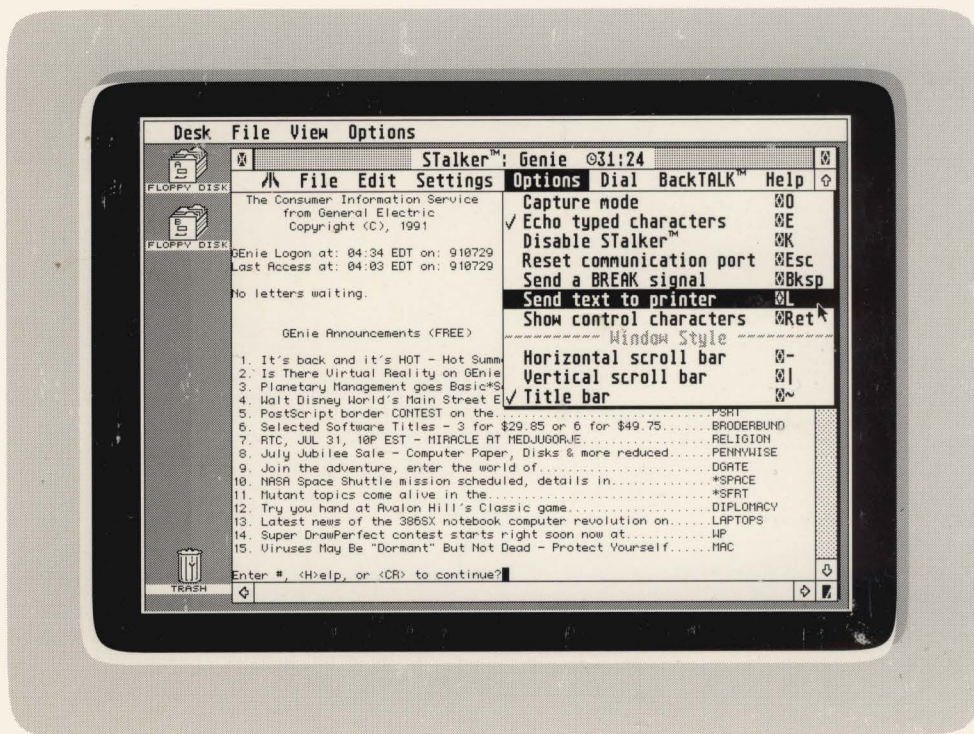 Desk File View Options
STalker™: Genie 31:24
File Edit Settings Options Dial BackTALK™ Help
A
FLOPPY DISK
B
FLOPPY DISK
TRASH
The Consumer Information Service
from General Electric
Copyright (C), 1991
GEnie Logon at: 04:34 EDT on: 910729
Last Access at: 04:03 EDT on: 910729
No letters waiting.
GEnie Announcements (FREE)
Capture mode O
✓ Echo typed characters E
Disable STalker™ K
Reset communication port Esc
Send a BREAK signal Bksp
Send text to printer L
Show control characters Ret
Window Style
Horizontal scroll bar -
Vertical scroll bar |
✓ Title bar ~
1. It's back and it's HOT - Hot Summ
2. Is There Virtual Reality on GEnie
3. Planetary Management goes Basic*S
4. Walt Disney World's Main Street E
5. PostScript border CONTEST on the..............................PSRT
6. Selected Software Titles - 3 for $29.85 or 6 for $49.75.......BRODERBUND
7. RTC, JUL 31, 10P EST - MIRACLE AT MEDJUGORJE..................RELIGION
8. July Jubilee Sale - Computer Paper, Disks & more reduced......PENNYWISE
9. Join the adventure, enter the world of........................DGATE
10. NASA Space Shuttle mission scheduled, details in..............*SPACE
11. Mutant topics come alive in the...............................*SFRT
12. Try you hand at Avalon Hill's Classic game....................DIPLOMACY
13. Latest news of the 386SX notebook computer revolution on......LAPTOPS
14. Super DrawPerfect contest starts right soon now at............WP
15. Viruses May Be "Dormant" But Not Dead - Protect Yourself......MAC
Enter #, <H>elp, or <CR> to continue?